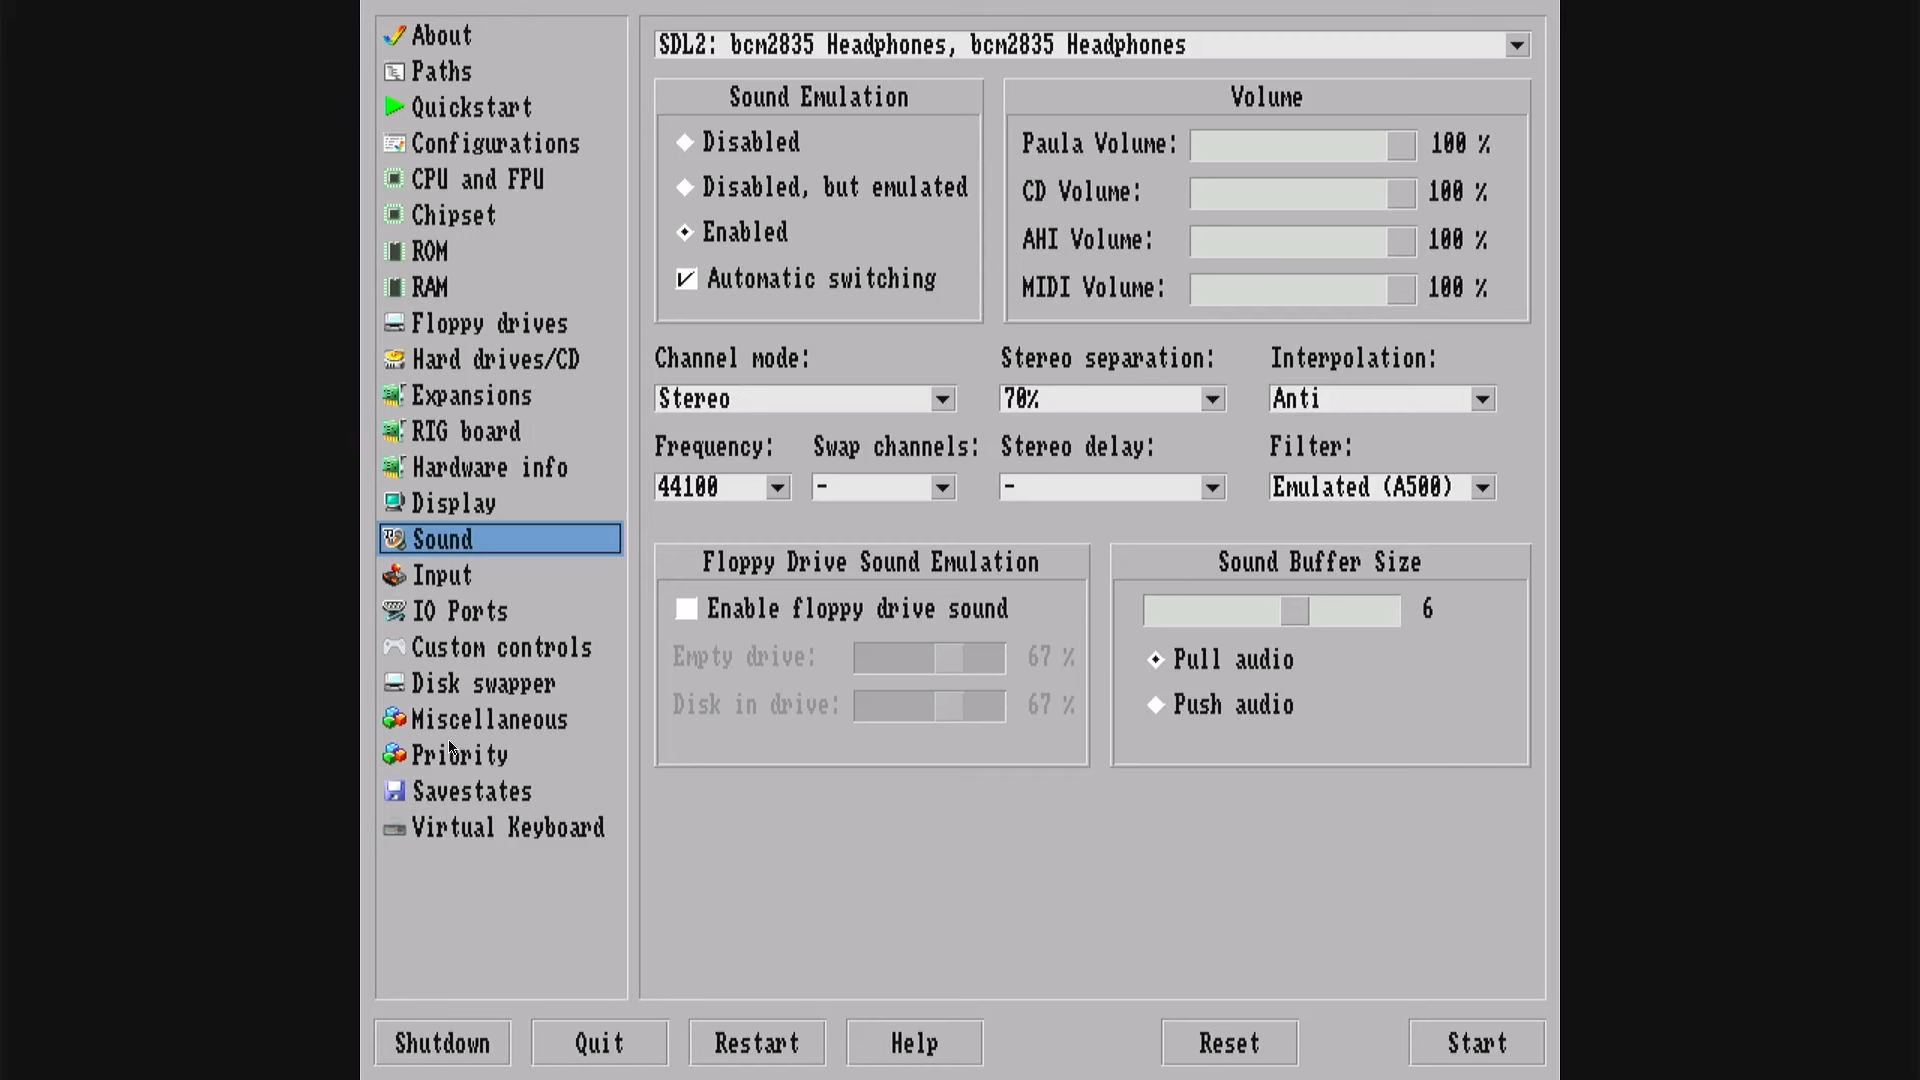 About
Paths
Quickstart
Configurations
CPU and FPU
Chipset
ROM
RAM
Floppy drives
Hard drives/CD
Expansions
RTG board
Hardware info
Display
Sound
Input
IO Ports
Custom controls
Disk swapper
Miscellaneous
Priority
Savestates
Virtual Keyboard
SDL2: bcm2835 Headphones, bcm2835 Headphones
Sound Emulation
Disabled
Disabled, but emulated
Enabled
Automatic switching
Volume
Paula Volume: 100 %
CD Volume: 100 %
AHI Volume: 100 %
MIDI Volume: 100 %
Channel mode: Stereo separation: Interpolation:
Stereo 70% Anti
Frequency: Swap channels: Stereo delay: Filter:
44100 - - Emulated (A500)
Floppy Drive Sound Emulation
Enable floppy drive sound
Empty drive: 67 %
Disk in drive: 67 %
Sound Buffer Size
6
Pull audio
Push audio
Shutdown Quit Restart Help Reset Start